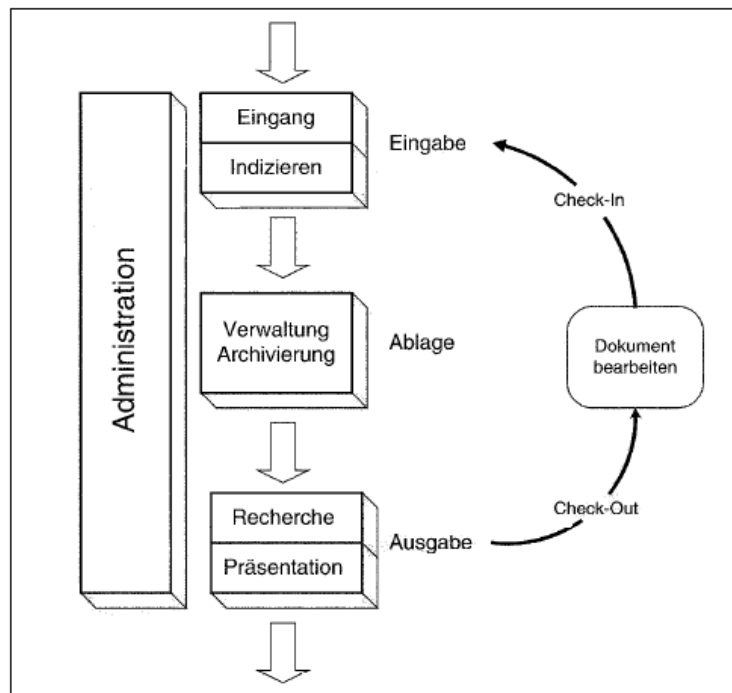 Eingang
Indizieren
Eingabe
Check-In
Administration
Verwaltung
Archivierung
Ablage
Dokument
bearbeiten
Recherche
Präsentation
Ausgabe
Check-Out